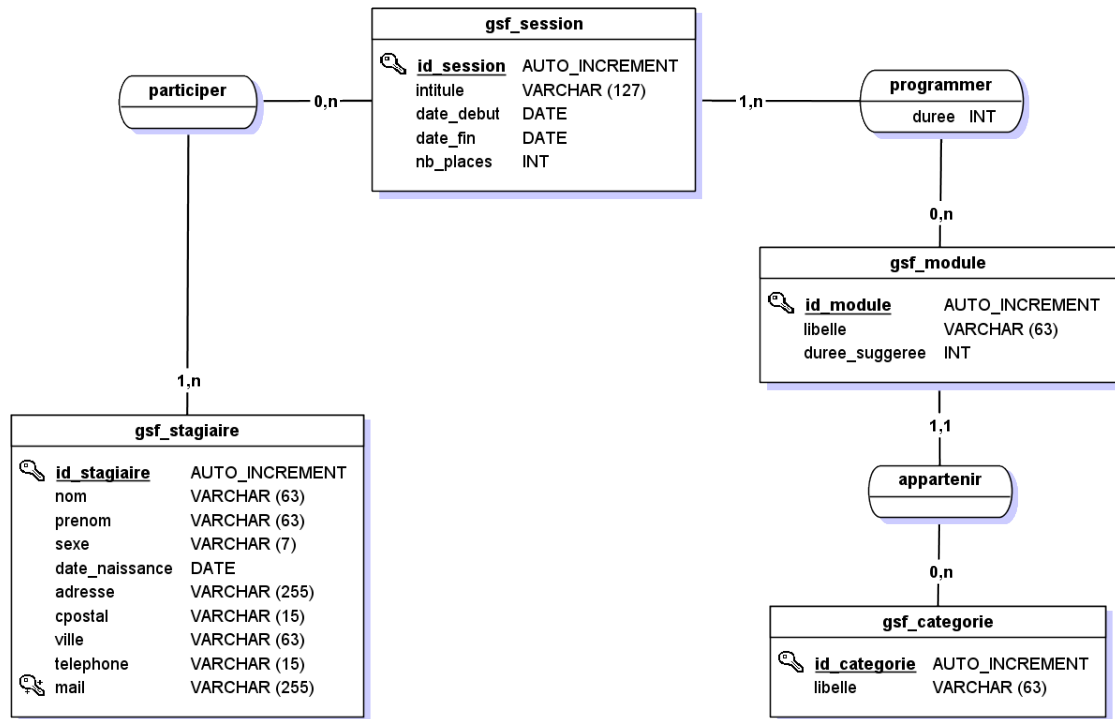 gsf_session
id_session AUTO_INCREMENT
intitule VARCHAR (127)
date_debut DATE
date_fin DATE
nb_places INT
participer
0,n
1,n
programmer
duree INT
0,n
gsf_module
id_module AUTO_INCREMENT
libelle VARCHAR (63)
duree_suggeree INT
1,n
1,1
gsf_stagiaire
id_stagiaire AUTO_INCREMENT
nom VARCHAR (63)
prenom VARCHAR (63)
sexe VARCHAR (7)
date_naissance DATE
adresse VARCHAR (255)
cpostal VARCHAR (15)
ville VARCHAR (63)
telephone VARCHAR (15)
mail VARCHAR (255)
appartenir
0,n
gsf_categorie
id_categorie AUTO_INCREMENT
libelle VARCHAR (63)